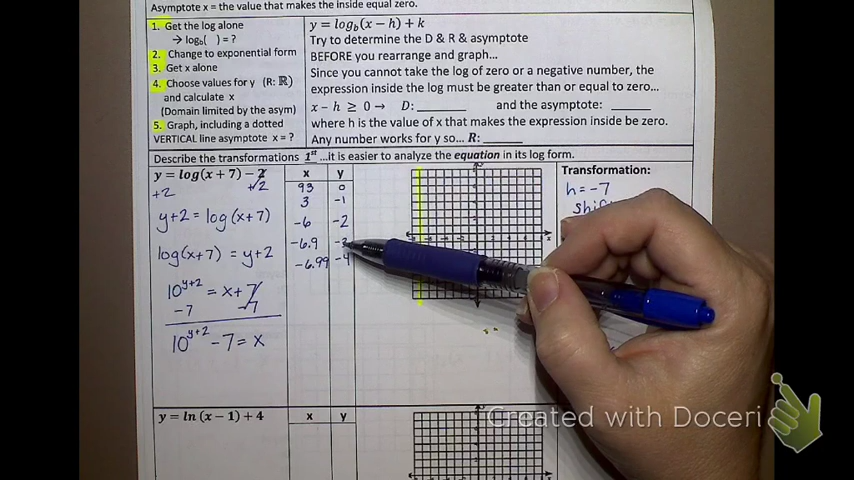 Asymptote x = the value that makes the inside equal zero.
1. Get the log alone
→ log_b( ) = ?
2. Change to exponential form
3. Get x alone
4. Choose values for y (R: ℝ)
and calculate x
(Domain limited by the asym)
5. Graph, including a dotted
VERTICAL line asymptote x = ?
y = log_b(x − h) + k
Try to determine the D & R & asymptote
BEFORE you rearrange and graph…
Since you cannot take the log of zero or a negative number, the
expression inside the log must be greater than or equal to zero…
x − h ≥ 0 → D: ________ and the asymptote: ______
where h is the value of x that makes the expression inside be zero.
Any number works for y so… R: _______
Describe the transformations 1st …it is easier to analyze the equation in its log form.
y = log(x + 7) − 2
+2 +2
y+2 = log(x+7)
log(x+7) = y+2
10^(y+2) = x+7
−7 −7
10^(y+2) −7 = x
x y
93 0
3 −1
−6 −2
−6.9 −3
−6.99 −4
Transformation:
h = −7
y = ln (x − 1) + 4
x y
Created with Doceri